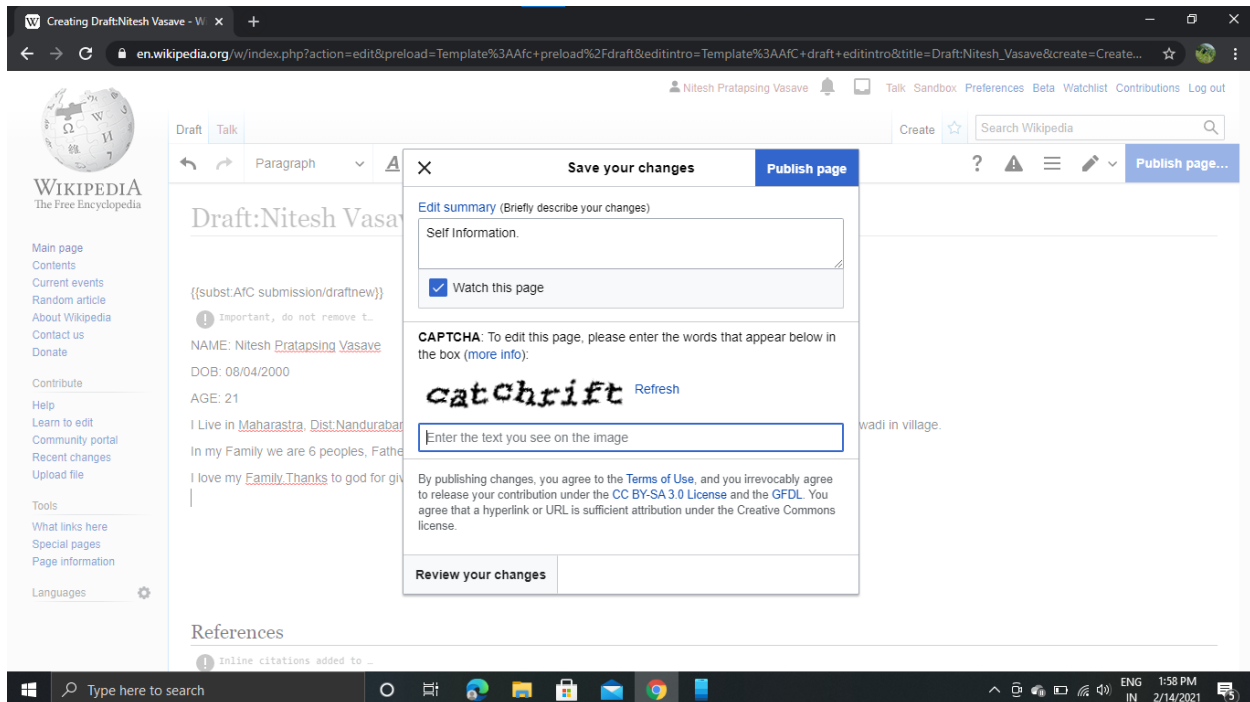 Creating Draft:Nitesh Vasave - Wi
en.wikipedia.org/w/index.php?action=edit&preload=Template%3AAfc+preload%2Fdraft&editintro=Template%3AAfC+draft+editintro&title=Draft:Nitesh_Vasave&create=Create...
Nitesh Pratapsing Vasave Talk Sandbox Preferences Beta Watchlist Contributions Log out
Draft Talk Create Search Wikipedia
Paragraph A Save your changes Publish page ? Publish page...
WIKIPEDIA
The Free Encyclopedia
Main page
Contents
Current events
Random article
About Wikipedia
Contact us
Donate
Contribute
Help
Learn to edit
Community portal
Recent changes
Upload file
Tools
What links here
Special pages
Page information
Languages
Draft:Nitesh Vasav
{{subst:AfC submission/draftnew}}
Important, do not remove t…
NAME: Nitesh Pratapsing Vasave
DOB: 08/04/2000
AGE: 21
I Live in Maharastra, Dist:Nandurabar wadi in village.
In my Family we are 6 peoples, Fathe
I love my Family.Thanks to god for giv
References
Inline citations added to …
Edit summary (Briefly describe your changes)
Self Information.
Watch this page
CAPTCHA: To edit this page, please enter the words that appear below in
the box (more info):
catchrift Refresh
Enter the text you see on the image
By publishing changes, you agree to the Terms of Use, and you irrevocably agree
to release your contribution under the CC BY-SA 3.0 License and the GFDL. You
agree that a hyperlink or URL is sufficient attribution under the Creative Commons
license.
Review your changes
Type here to search
ENG 1:58 PM
IN 2/14/2021
5